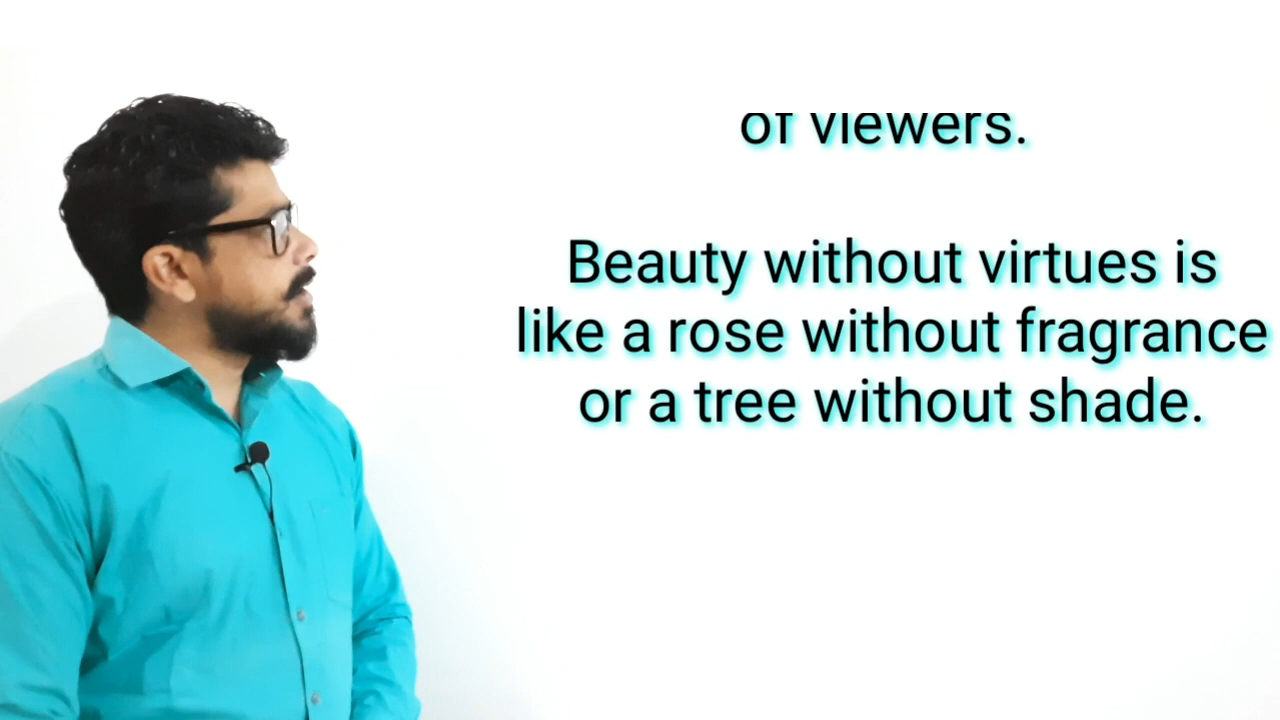 of viewers.
Beauty without virtues is
like a rose without fragrance
or a tree without shade.